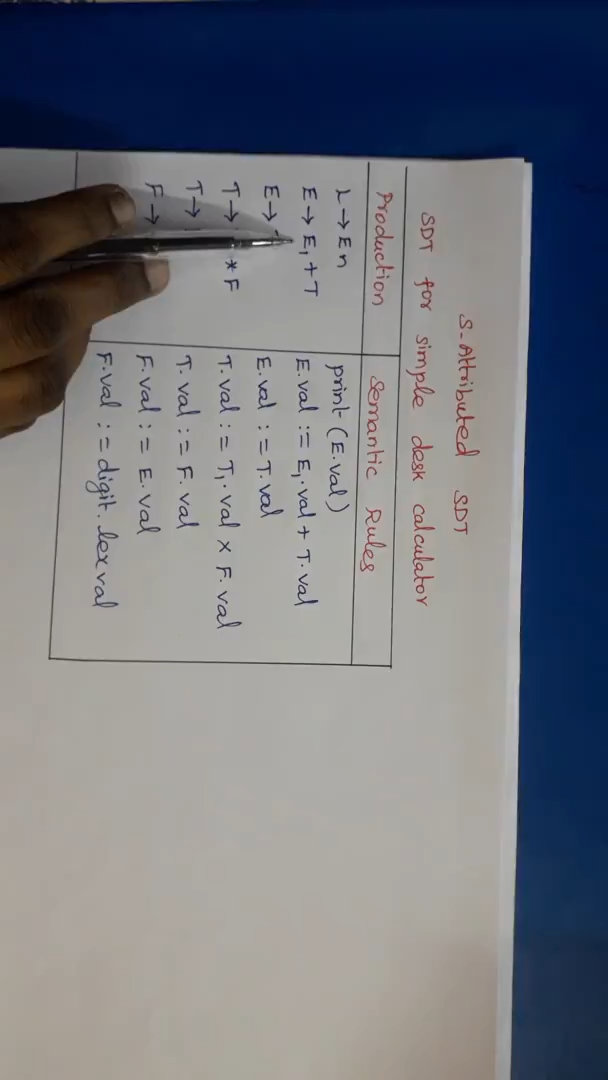 S-Attributed SDT
SDT for simple desk calculator
Production Semantic Rules
L → En print (E.val)
E → E₁ + T E.val := E₁.val + T.val
E → E.val := T.val
T → * F T.val := T₁.val × F.val
T → T.val := F.val
F → F.val := E.val
F.val := digit.lexval